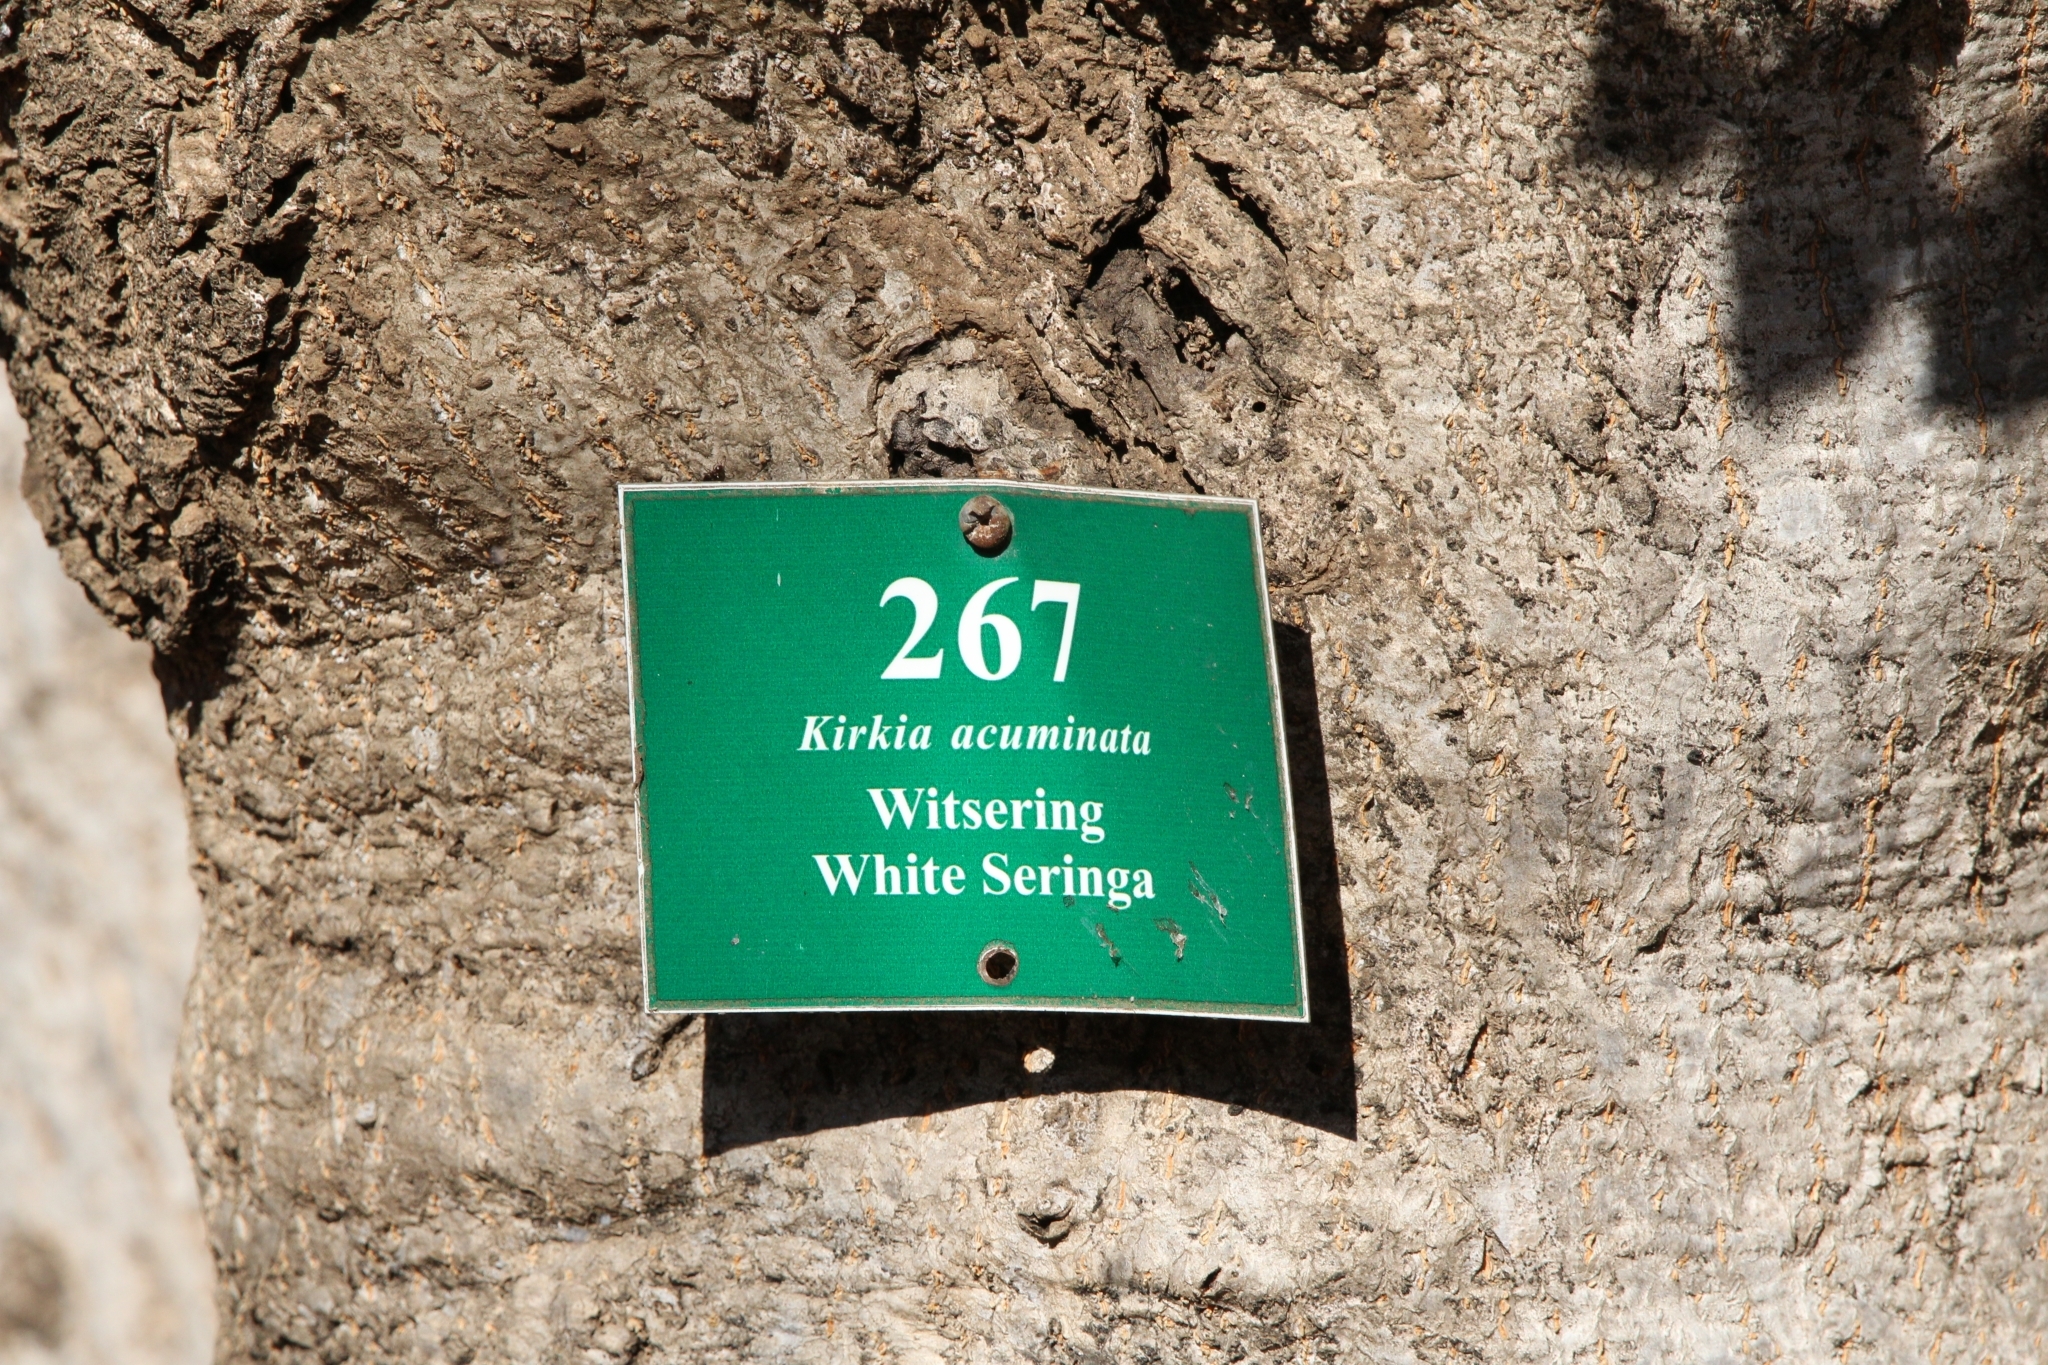 267
Kirkia acuminata
Witsering
White Seringa